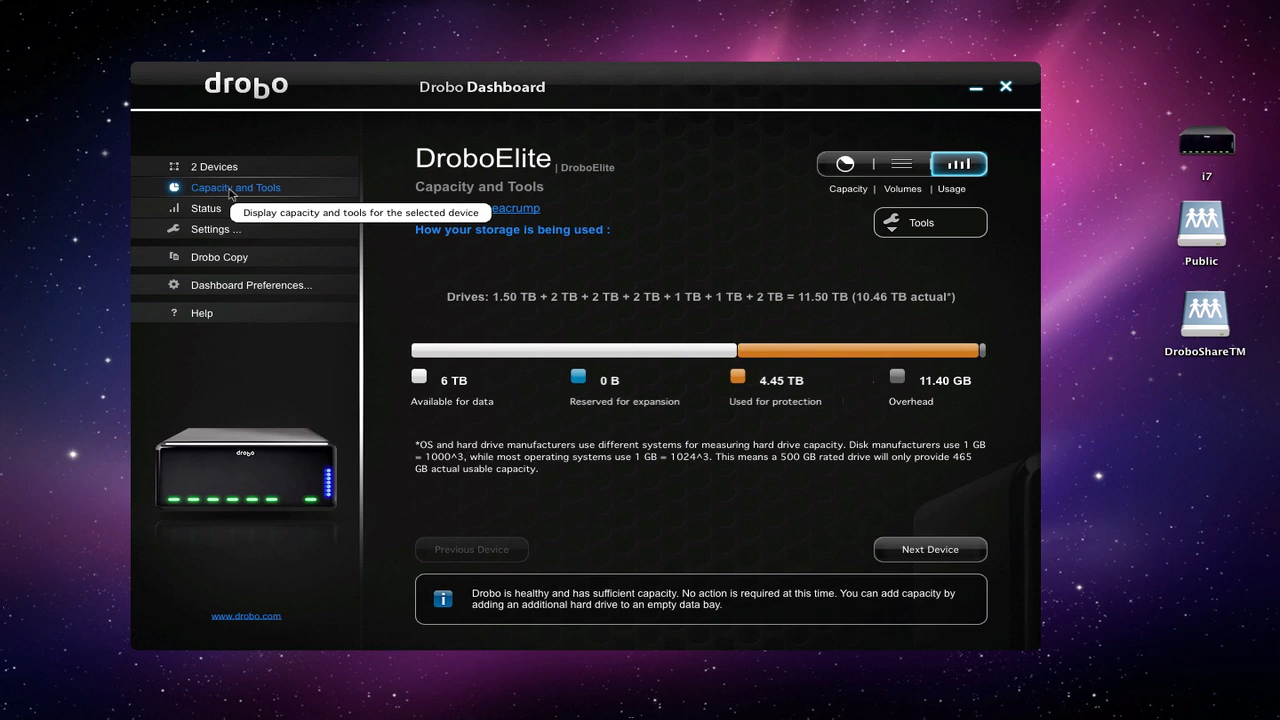 drobo
Drobo Dashboard
2 Devices
Capacity and Tools
Status
Settings ...
Drobo Copy
Dashboard Preferences...
? Help
drobo
www.drobo.com
DroboElite | DroboElite
Capacity and Tools
Display capacity and tools for the selected device
eacrump
How your storage is being used :
Capacity | Volumes | Usage
Tools
Drives: 1.50 TB + 2 TB + 2 TB + 2 TB + 1 TB + 1 TB + 2 TB = 11.50 TB (10.46 TB actual*)
6 TB
Available for data
0 B
Reserved for expansion
4.45 TB
Used for protection
11.40 GB
Overhead
*OS and hard drive manufacturers use different systems for measuring hard drive capacity. Disk manufacturers use 1 GB
= 1000^3, while most operating systems use 1 GB = 1024^3. This means a 500 GB rated drive will only provide 465
GB actual usable capacity.
Previous Device
Next Device
i
Drobo is healthy and has sufficient capacity. No action is required at this time. You can add capacity by
adding an additional hard drive to an empty data bay.
i7
Public
DroboShareTM